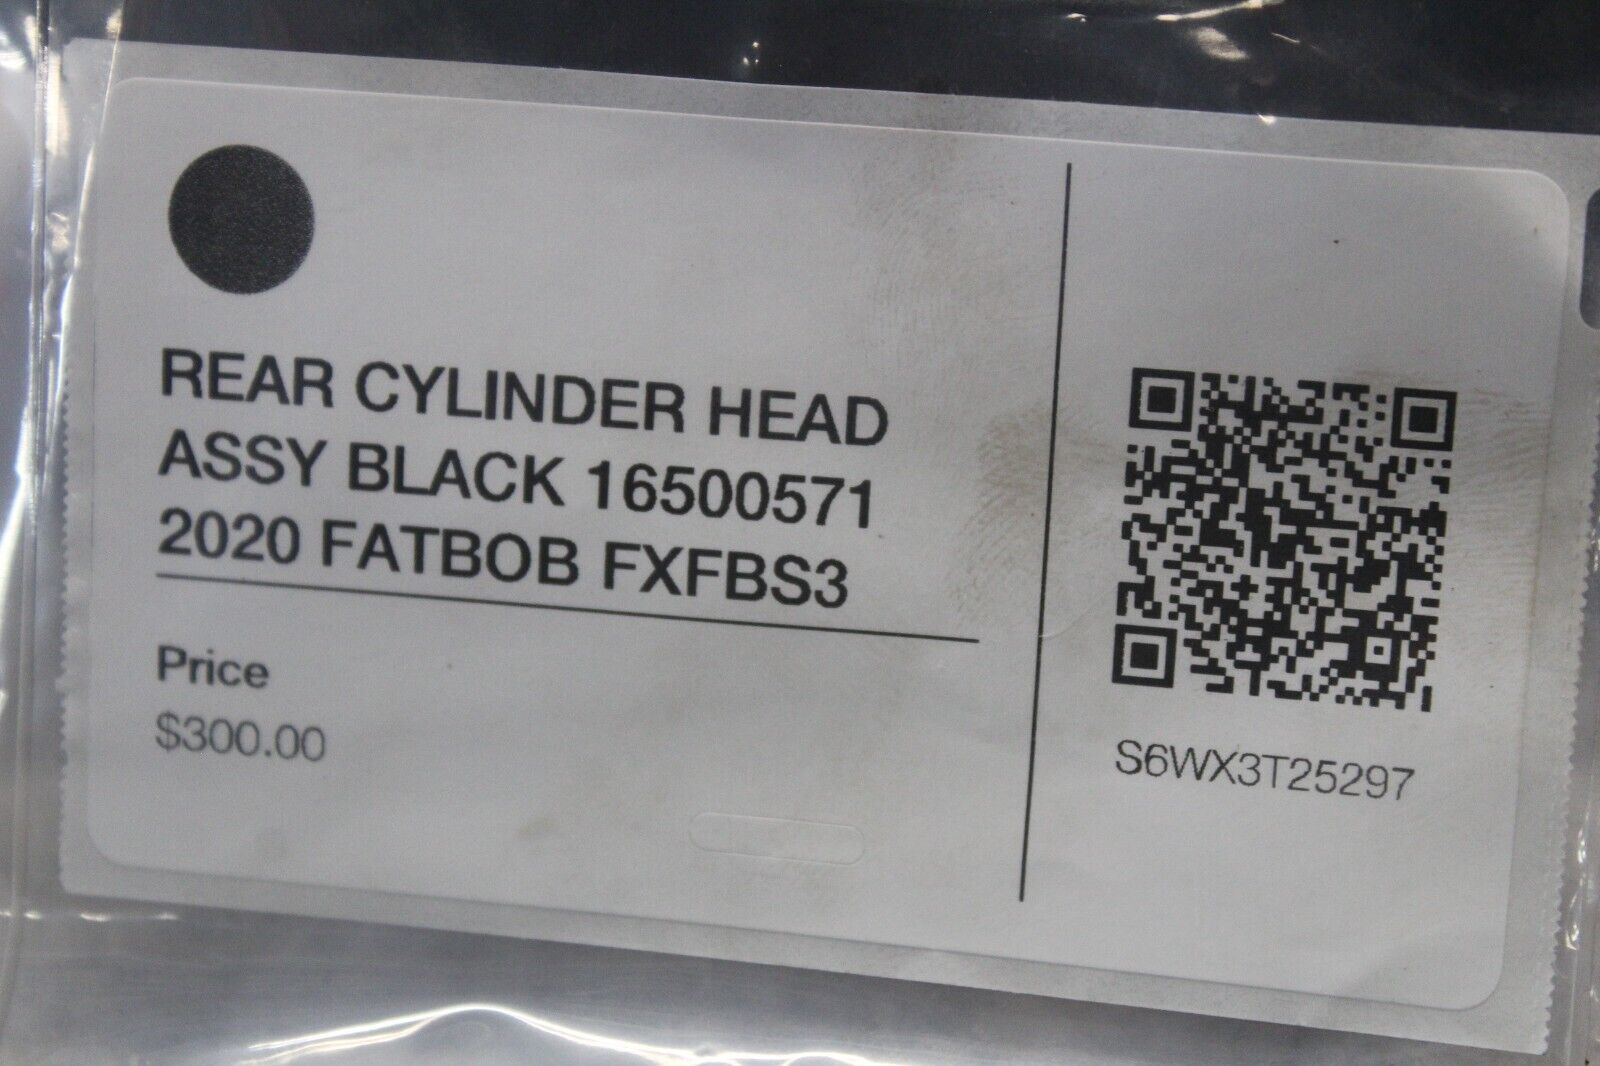 REAR CYLINDER HEAD
ASSY BLACK 16500571
2020 FATBOB FXFBS3
Price
$300.00
S6WX3T25297